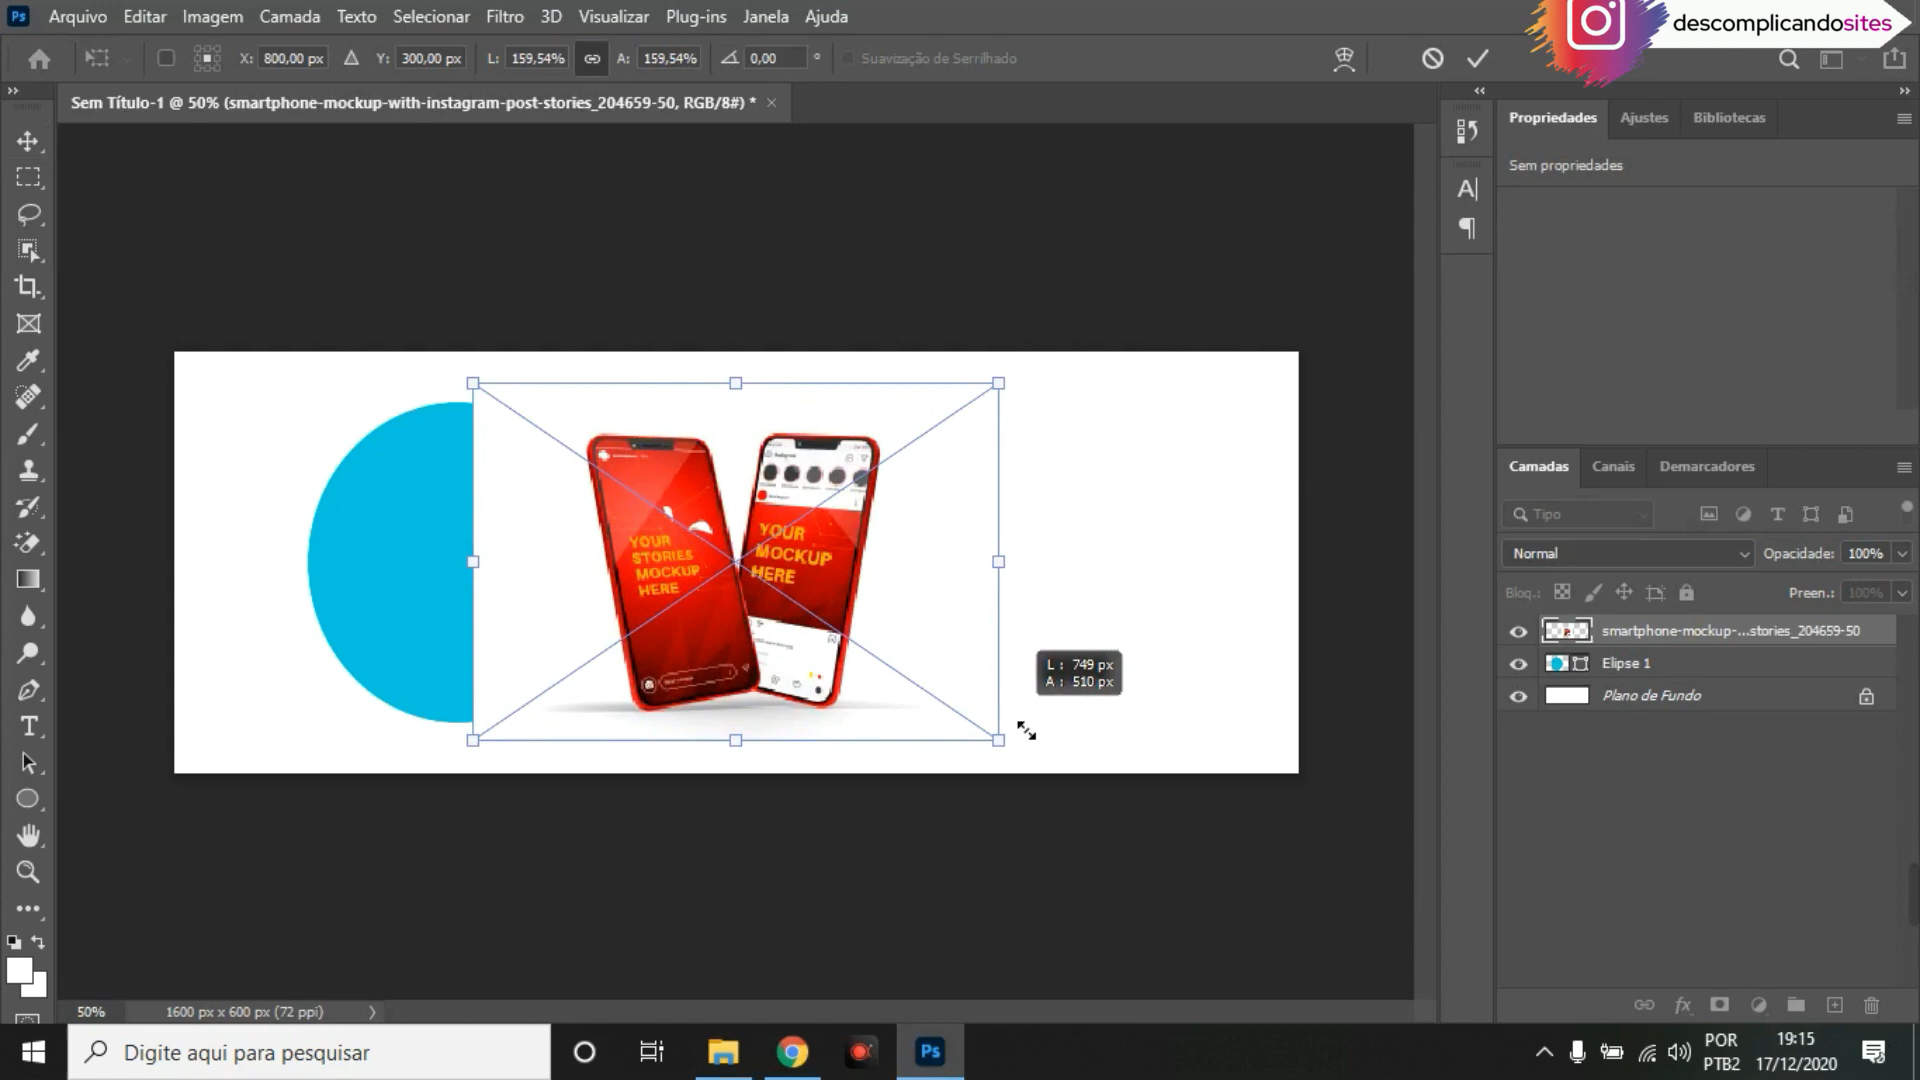 Ps Arquivo Editar Imagem Camada Texto Selecionar Filtro 3D Visualizar Plug-ins Janela Ajuda
descomplicandosites
X: 800,00 px Y: 300,00 px L: 159,54% A: 159,54% 0,00 ° Suavização de Serrilhado
Sem Título-1 @ 50% (smartphone-mockup-with-instagram-post-stories_204659-50, RGB/8#) * ×
Propriedades Ajustes Bibliotecas
Sem propriedades
YOUR
STORIES
MOCKUP
HERE
YOUR
MOCKUP
HERE
L : 749 px
A : 510 px
Camadas Canais Demarcadores
Tipo
Normal Opacidade: 100%
Bloq.: Preen.: 100%
smartphone-mockup-...stories_204659-50
Elipse 1
Plano de Fundo
50% 1600 px x 600 px (72 ppi)
Digite aqui para pesquisar
Ps
POR
PTB2
19:15
17/12/2020